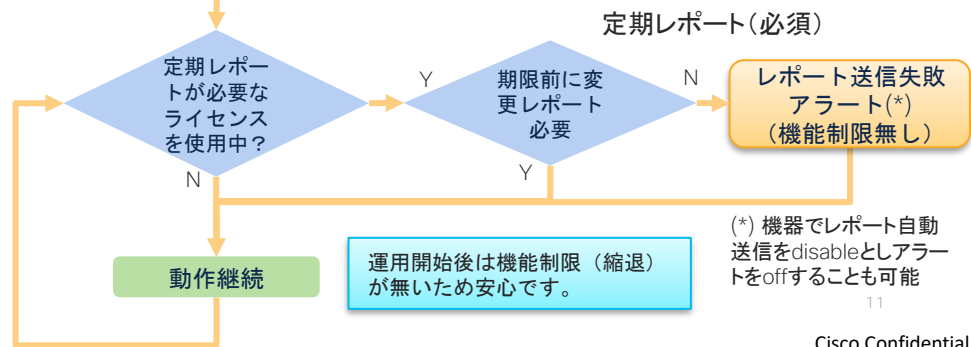 定期レポート(必須)
定期レポー
トが必要な
ライセンス
を使用中？
Y
期限前に変
更レポート
必要
N
レポート送信失敗
アラート(*)
（機能制限無し）
N
Y
動作継続
運用開始後は機能制限（縮退）
が無いため安心です。
(*) 機器でレポート自動
送信をdisableとしアラー
トをoffすることも可能
11
Cisco Confidential